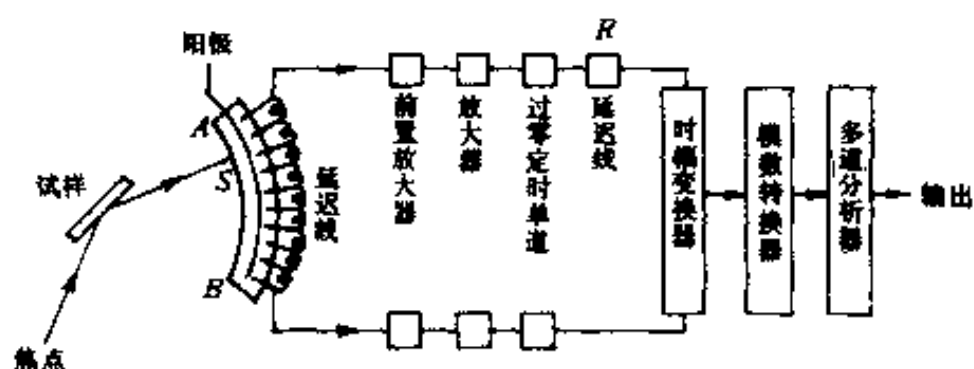 阳极
A
S
B
试样
焦点
延迟线
R
前置放大器
放大器
过零定时单道
延迟线
时幅变换器
模数转换器
多道分析器
输出